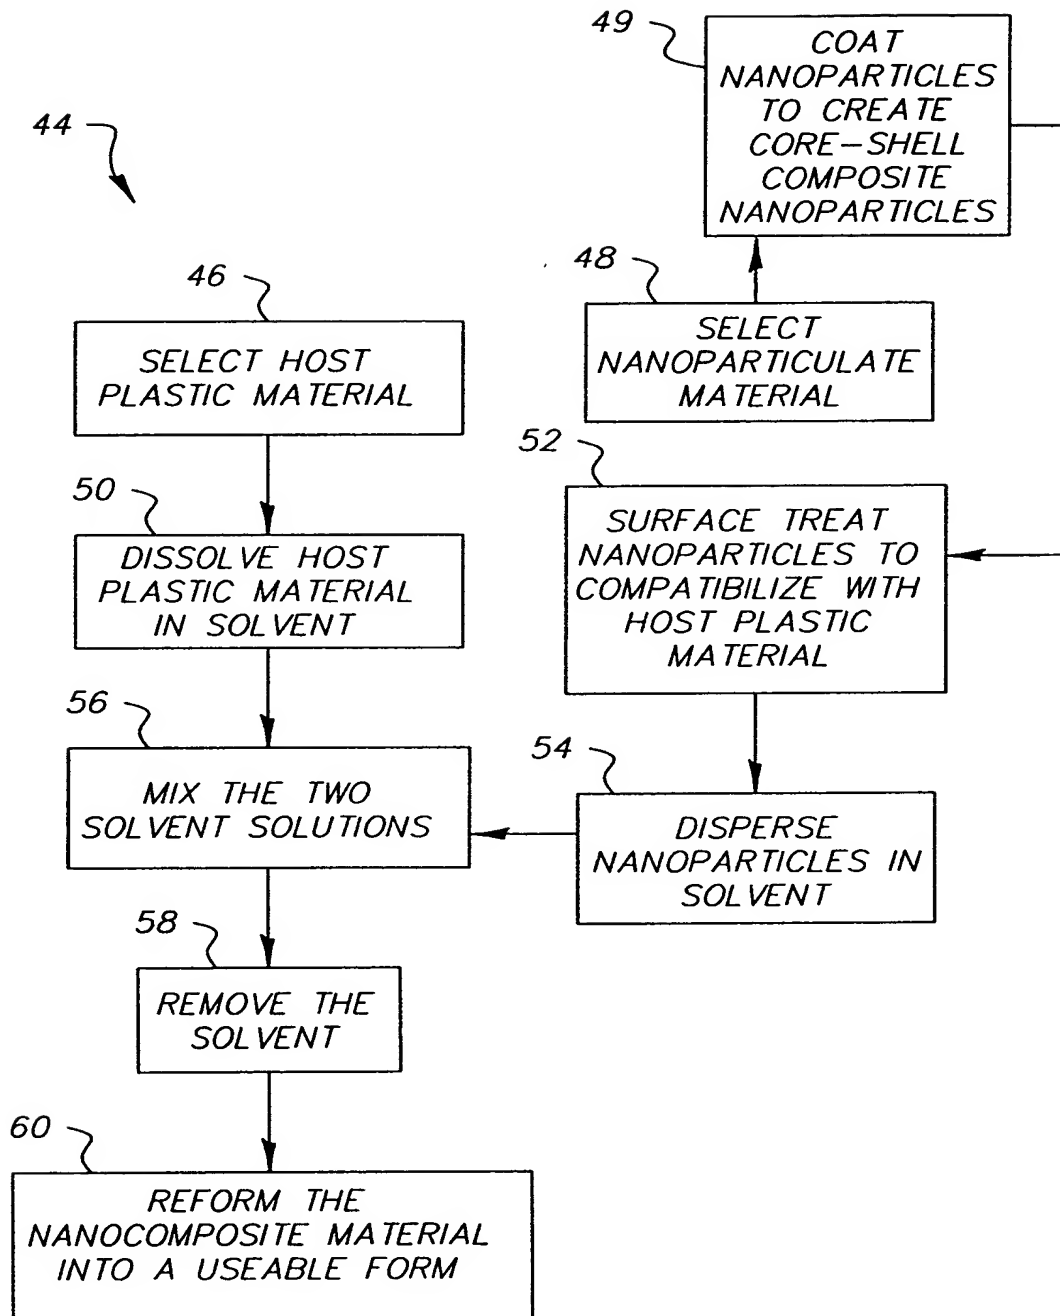 44
49
COAT
NANOPARTICLES
TO CREATE
CORE-SHELL
COMPOSITE
NANOPARTICLES
46
SELECT HOST
PLASTIC MATERIAL
48
SELECT
NANOPARTICULATE
MATERIAL
50
DISSOLVE HOST
PLASTIC MATERIAL
IN SOLVENT
52
SURFACE TREAT
NANOPARTICLES TO
COMPATIBILIZE WITH
HOST PLASTIC
MATERIAL
56
MIX THE TWO
SOLVENT SOLUTIONS
54
DISPERSE
NANOPARTICLES IN
SOLVENT
58
REMOVE THE
SOLVENT
60
REFORM THE
NANOCOMPOSITE MATERIAL
INTO A USEABLE FORM